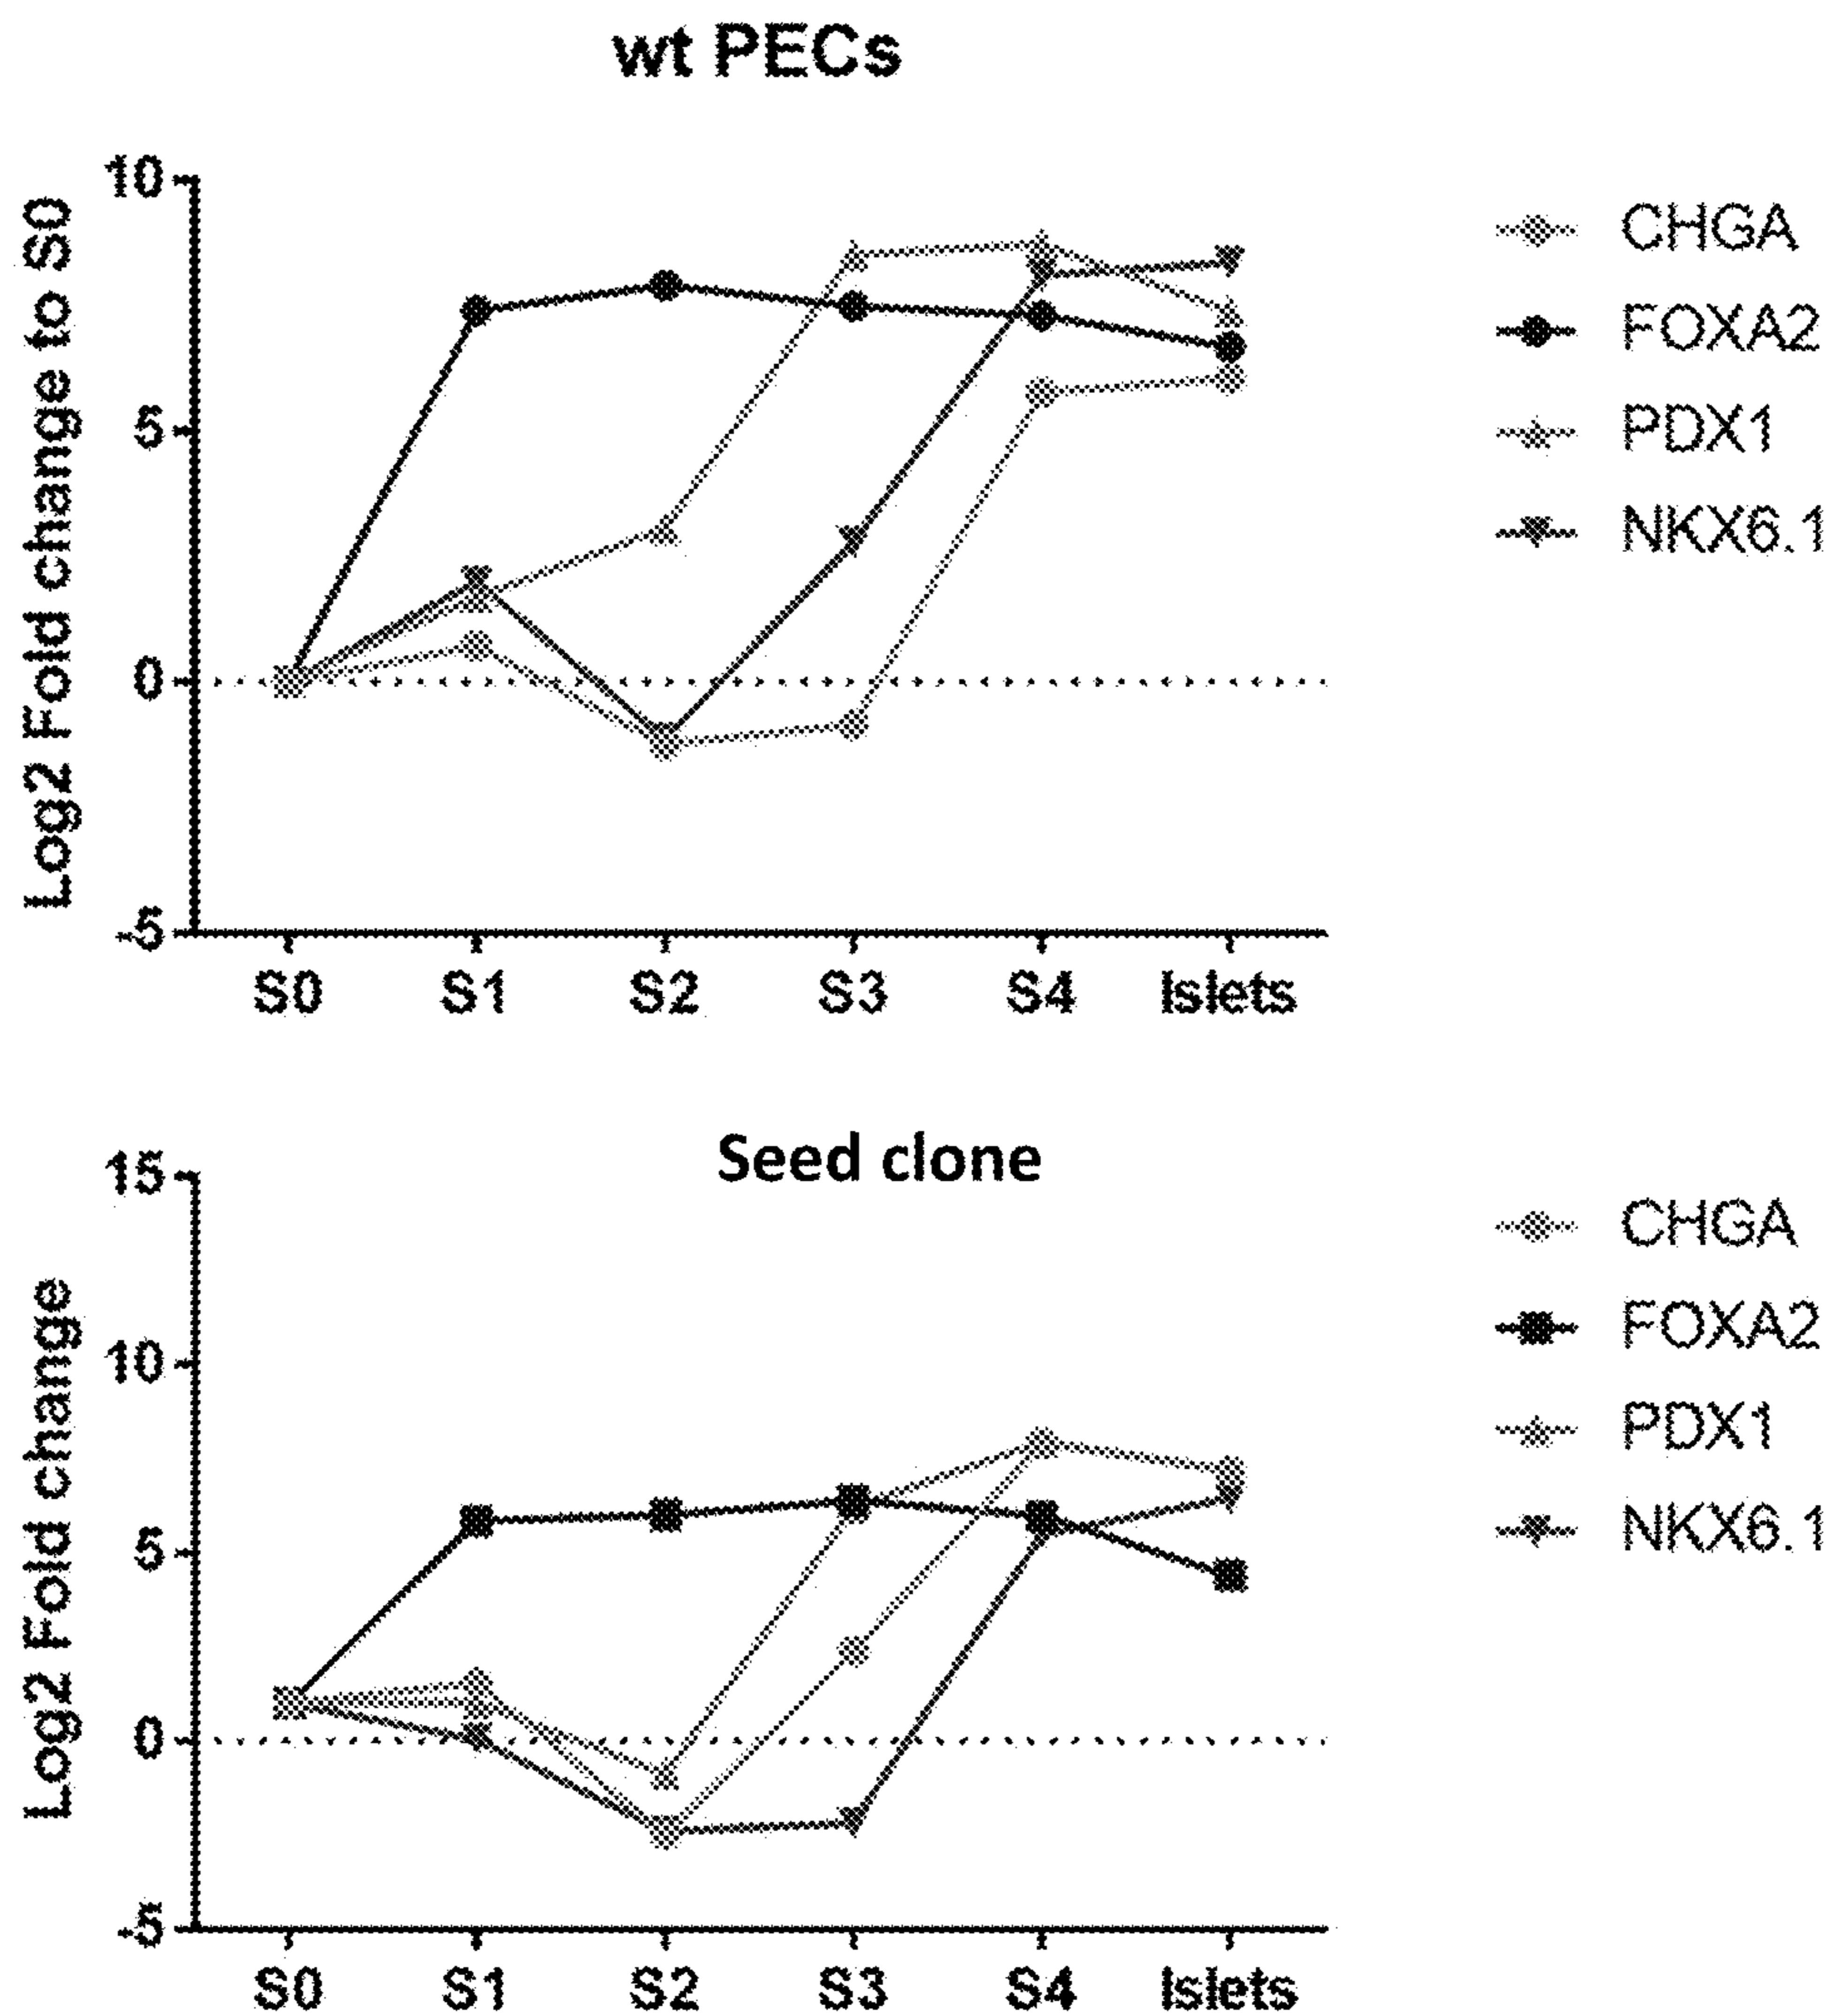 wt PECs
Log2 Fold change to S0
10
5
0
-5
S0 S1 S2 S3 S4 Islets
CHGA
FOXA2
PDX1
NKX6.1
Seed clone
Log2 Fold change
15
10
5
0
-5
S0 S1 S2 S3 S4 Islets
CHGA
FOXA2
PDX1
NKX6.1